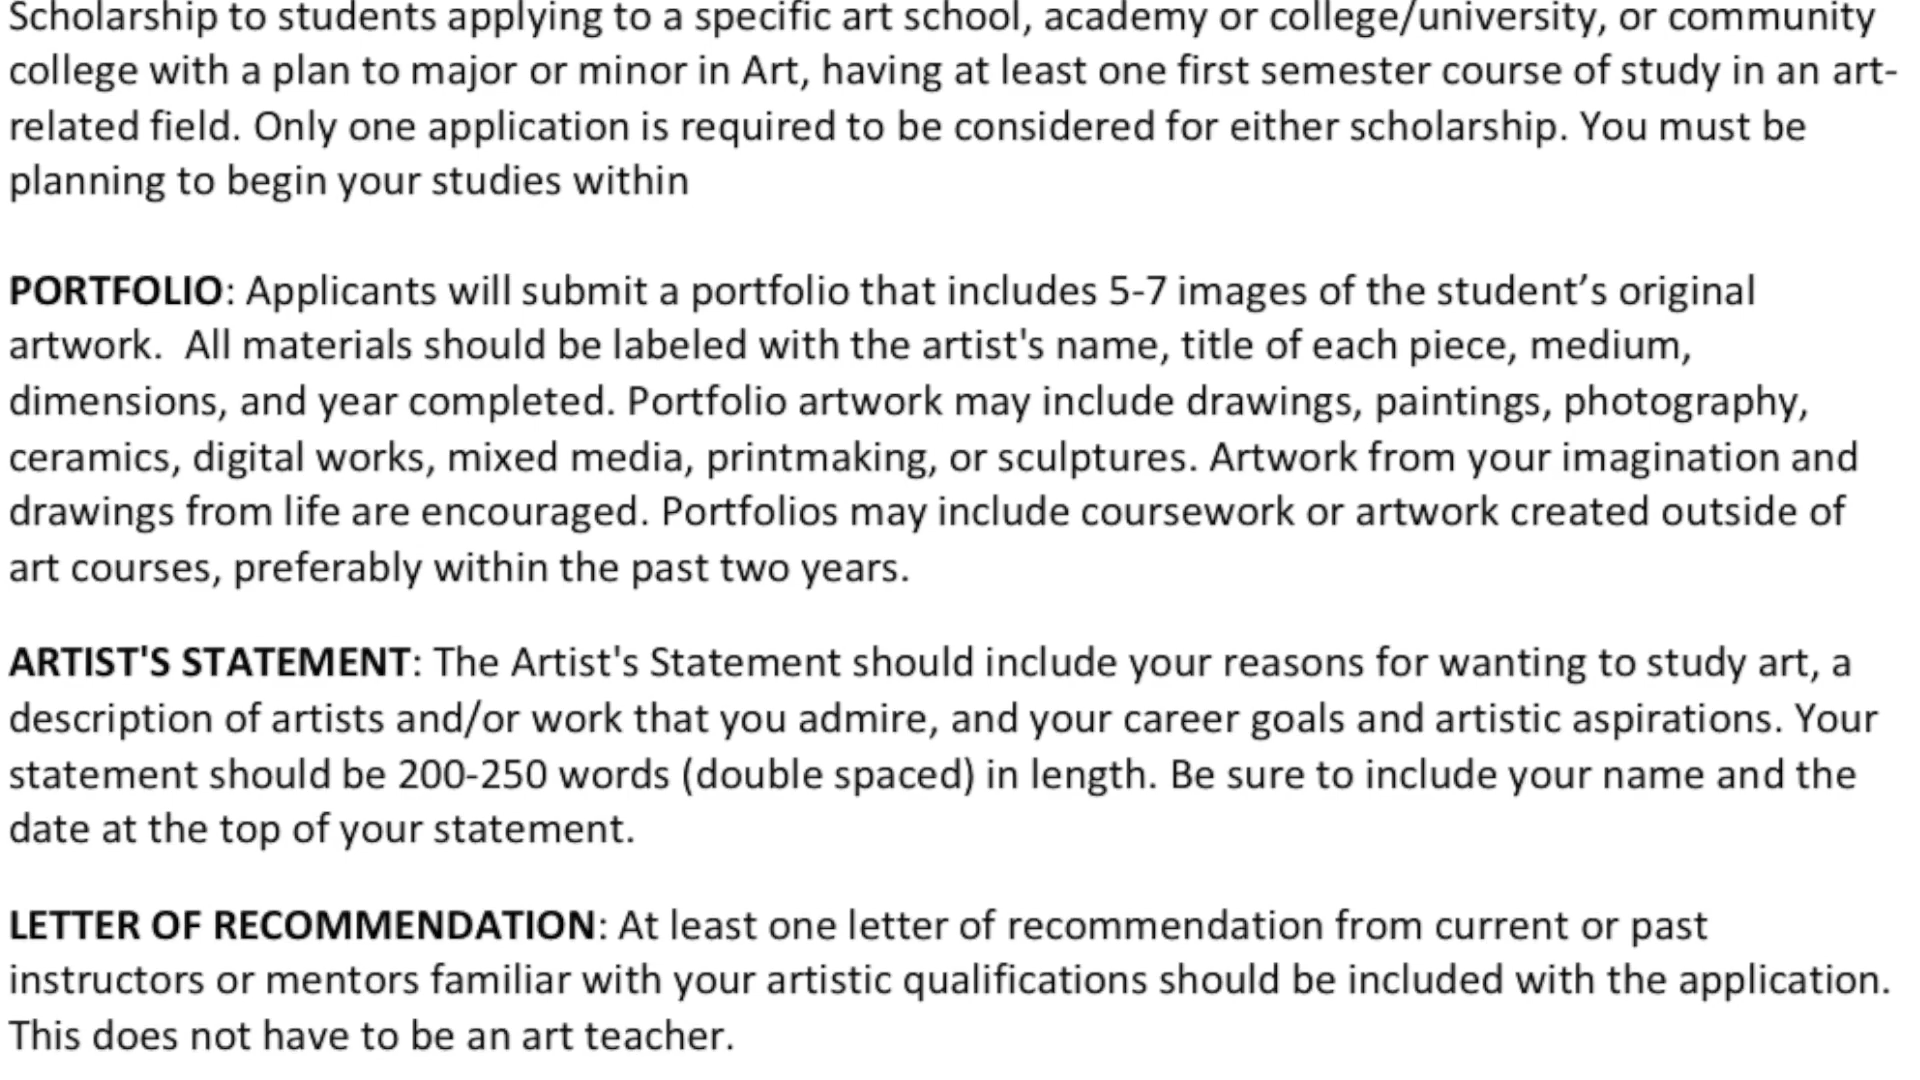 Scholarship to students applying to a specific art school, academy or college/university, or community
college with a plan to major or minor in Art, having at least one first semester course of study in an art-
related field. Only one application is required to be considered for either scholarship. You must be
planning to begin your studies within
PORTFOLIO: Applicants will submit a portfolio that includes 5-7 images of the student’s original
artwork.  All materials should be labeled with the artist's name, title of each piece, medium,
dimensions, and year completed. Portfolio artwork may include drawings, paintings, photography,
ceramics, digital works, mixed media, printmaking, or sculptures. Artwork from your imagination and
drawings from life are encouraged. Portfolios may include coursework or artwork created outside of
art courses, preferably within the past two years.
ARTIST'S STATEMENT: The Artist's Statement should include your reasons for wanting to study art, a
description of artists and/or work that you admire, and your career goals and artistic aspirations. Your
statement should be 200-250 words (double spaced) in length. Be sure to include your name and the
date at the top of your statement.
LETTER OF RECOMMENDATION: At least one letter of recommendation from current or past
instructors or mentors familiar with your artistic qualifications should be included with the application.
This does not have to be an art teacher.